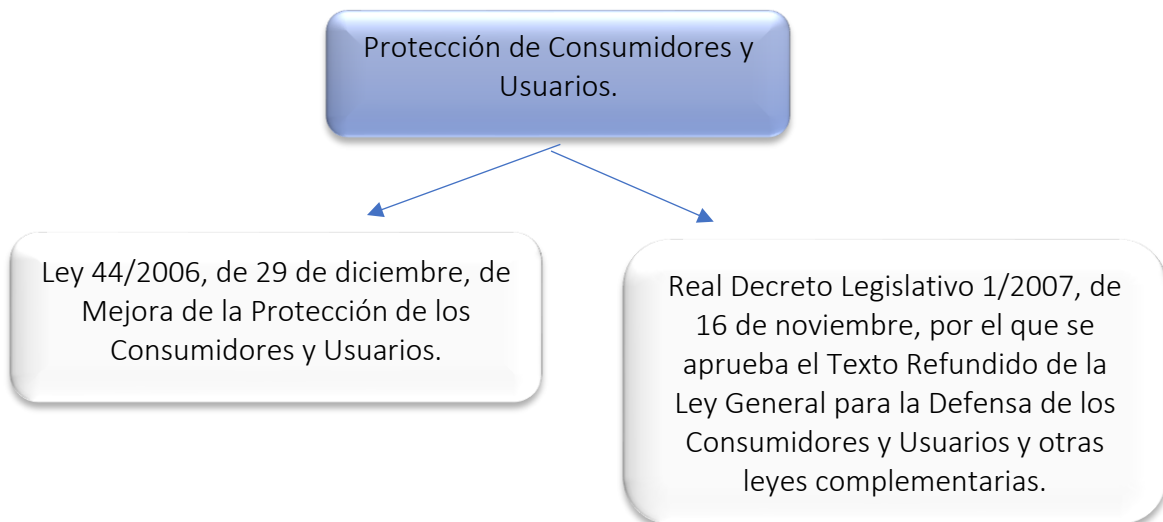 Protección de Consumidores y
Usuarios.
Ley 44/2006, de 29 de diciembre, de
Mejora de la Protección de los
Consumidores y Usuarios.
Real Decreto Legislativo 1/2007, de
16 de noviembre, por el que se
aprueba el Texto Refundido de la
Ley General para la Defensa de los
Consumidores y Usuarios y otras
leyes complementarias.